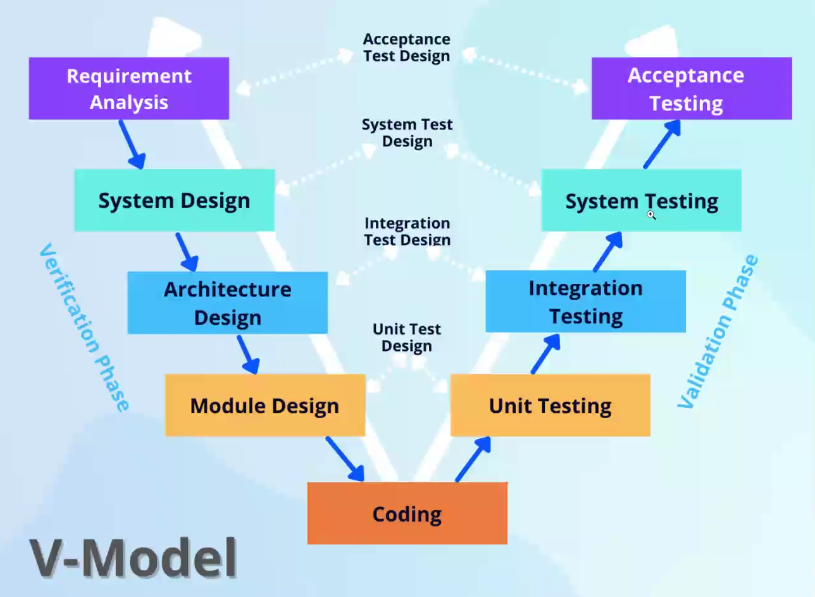 Acceptance
Test Design
Requirement
Analysis
Acceptance
Testing
System Test
Design
System Design
System Testing
Integration
Test Design
Verification Phase
Validation Phase
Architecture
Design
Integration
Testing
Unit Test
Design
Module Design
Unit Testing
Coding
V-Model